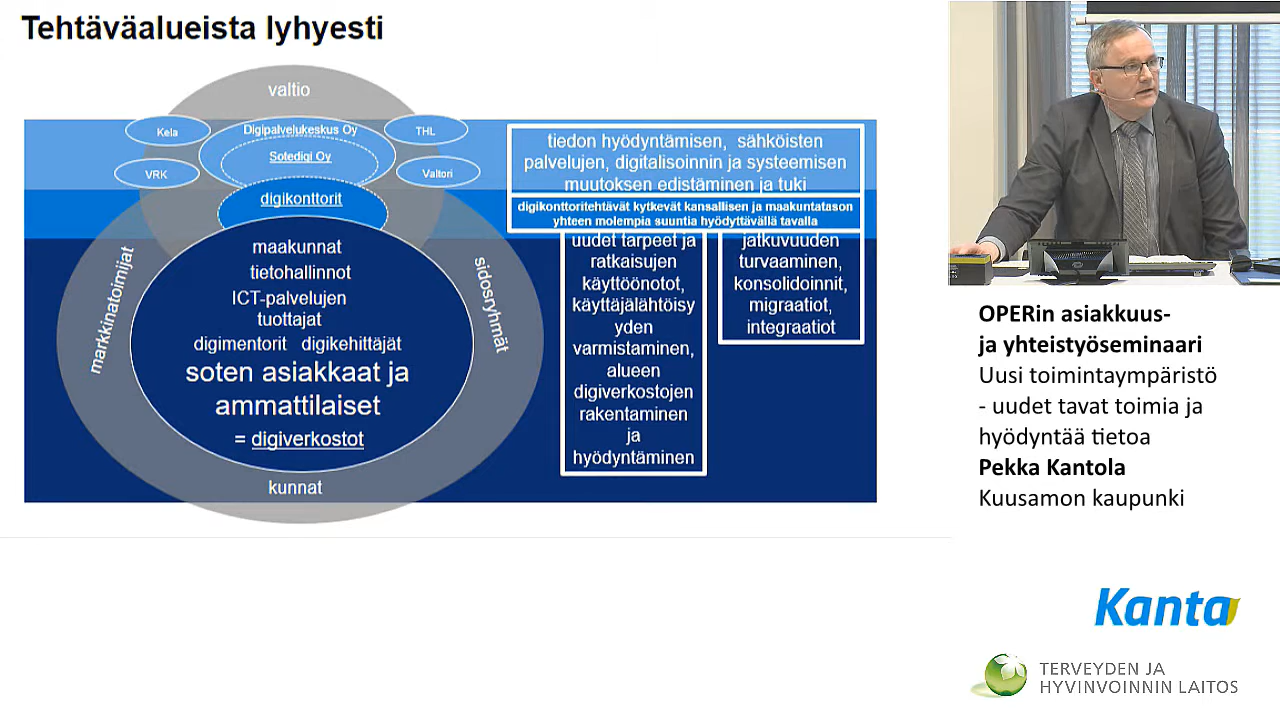 Tehtäväalueista lyhyesti
valtio
Kela
Digipalvelukeskus Oy
THL
Sotedigi Oy
VRK
Valtori
digikonttorit
maakunnat
tietohallinnot
ICT-palvelujen
tuottajat
digimentorit digikehittäjät
soten asiakkaat ja
ammattilaiset
= digiverkostot
markkinatoimijat
sidosryhmät
kunnat
tiedon hyödyntämisen, sähköisten
palvelujen, digitalisoinnin ja systeemisen
muutoksen edistäminen ja tuki
digikonttoritehtävät kytkevät kansallisen ja maakuntatason
yhteen molempia suuntia hyödyttävällä tavalla
uudet tarpeet ja
ratkaisujen
käyttöönotot,
käyttäjälähtöisy
yden
varmistaminen,
alueen
digiverkostojen
rakentaminen
ja
hyödyntäminen
jatkuvuuden
turvaaminen,
konsolidoinnit,
migraatiot,
integraatiot
OPERin asiakkuus-
ja yhteistyöseminaari
Uusi toimintaympäristö
- uudet tavat toimia ja
hyödyntää tietoa
Pekka Kantola
Kuusamon kaupunki
Kanta
TERVEYDEN JA
HYVINVOINNIN LAITOS